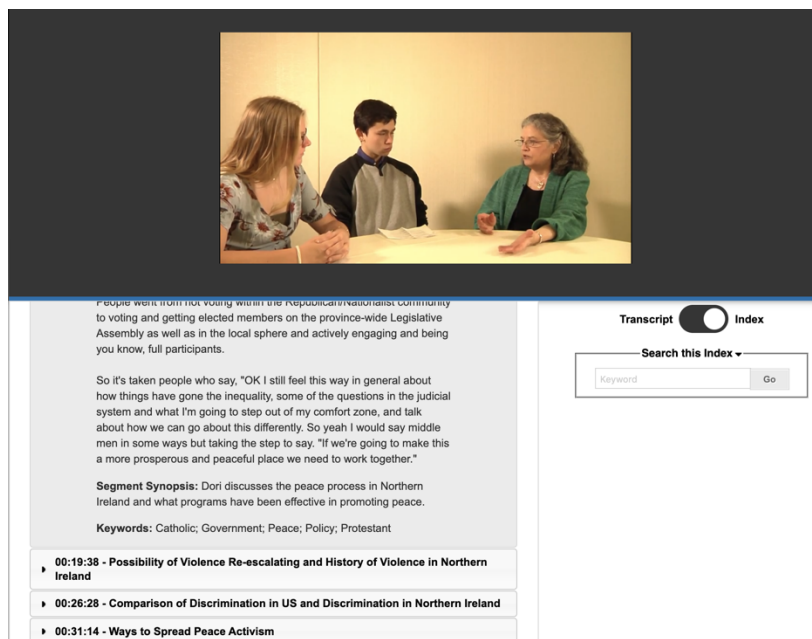 People went from not voting within the Republican/Nationalist community
to voting and getting elected members on the province-wide Legislative
Assembly as well as in the local sphere and actively engaging and being
you know, full participants.
So it's taken people who say, "OK I still feel this way in general about
how things have gone the inequality, some of the questions in the judicial
system and what I'm going to step out of my comfort zone, and talk
about how we can go about this differently. So yeah I would say middle
men in some ways but taking the step to say. "If we're going to make this
a more prosperous and peaceful place we need to work together."
Segment Synopsis: Dori discusses the peace process in Northern
Ireland and what programs have been effective in promoting peace.
Keywords: Catholic; Government; Peace; Policy; Protestant
00:19:38 - Possibility of Violence Re-escalating and History of Violence in Northern
Ireland
00:26:28 - Comparison of Discrimination in US and Discrimination in Northern Ireland
00:31:14 - Ways to Spread Peace Activism
Transcript Index
Search this Index
Keyword Go